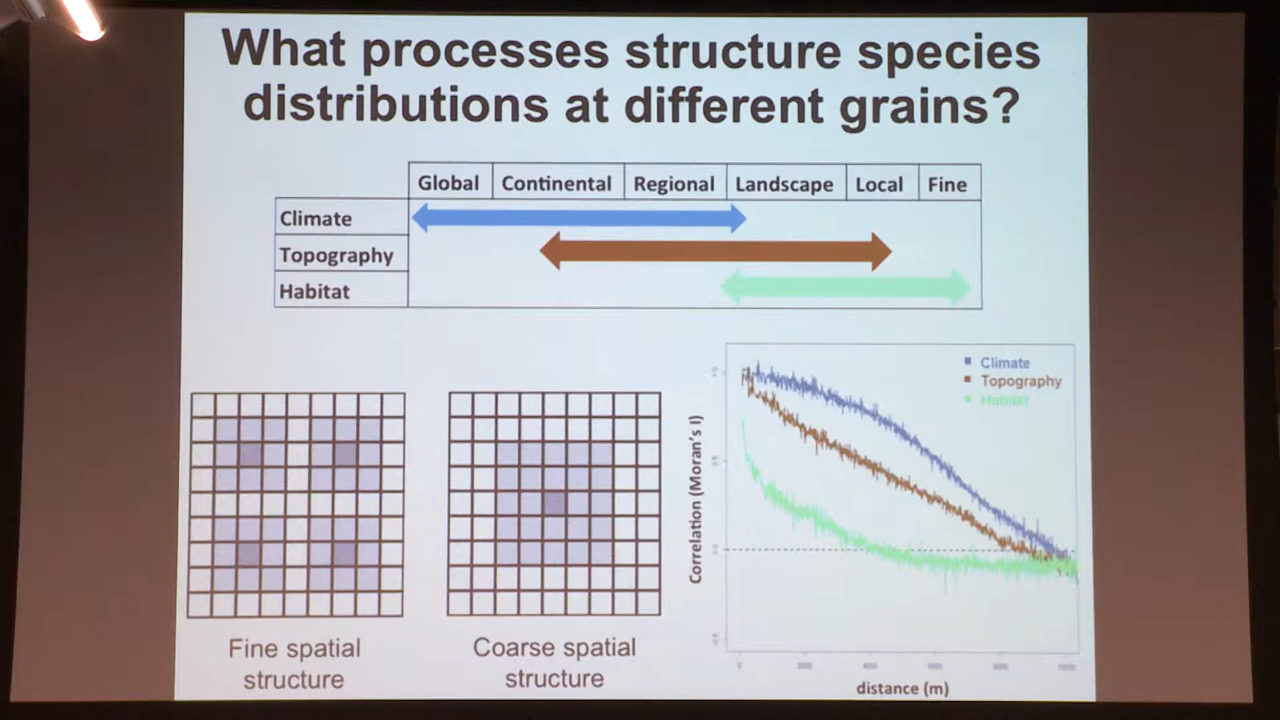 What processes structure species
distributions at different grains?
Global Continental Regional Landscape Local Fine
Climate
Topography
Habitat
Climate
Topography
Habitat
Correlation (Moran's I)
distance (m)
Fine spatial
structure
Coarse spatial
structure